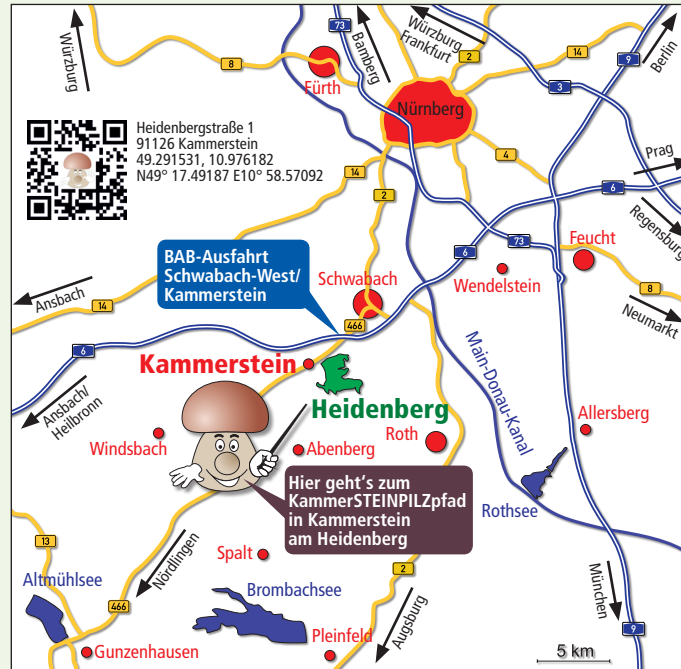 Würzburg
8
Fürth
73
Bamberg
Würzburg
Frankfurt
2
14
9
Berlin
3
Nürnberg
Heidenbergstraße 1
91126 Kammerstein
49.291531, 10.976182
N49° 17.49187 E10° 58.57092
14
2
4
Prag
6
Regensburg
BAB-Ausfahrt
Schwabach-West/
Kammerstein
6
73
Feucht
Ansbach
14
Schwabach
Wendelstein
8
Neumarkt
466
6
Kammerstein
Main-Donau-Kanal
Ansbach/
Heilbronn
Heidenberg
Windsbach
Abenberg
Roth
Allersberg
Hier geht's zum
KammerSTEINPILZpfad
in Kammerstein
am Heidenberg
Rothsee
13
Nördlingen
Spalt
2
Altmühlsee
Brombachsee
Augsburg
München
466
9
Gunzenhausen
Pleinfeld
5 km